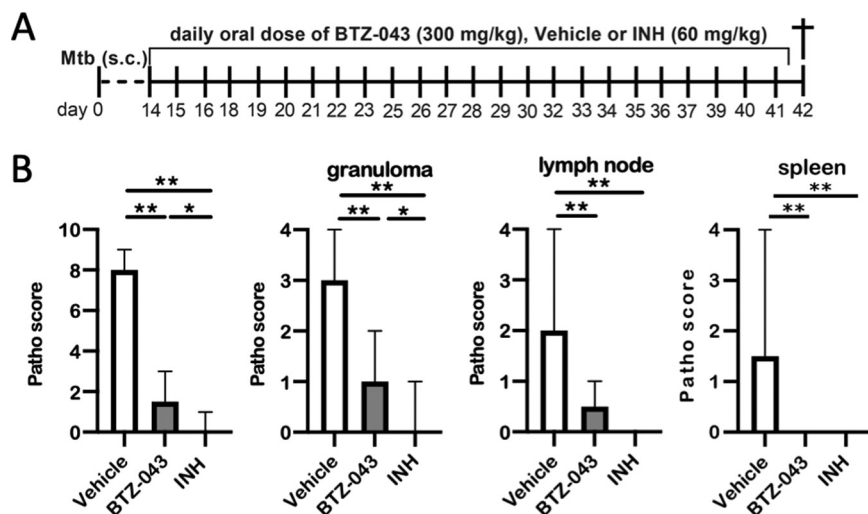 A
daily oral dose of BTZ-043 (300 mg/kg), Vehicle or INH (60 mg/kg)
Mtb (s.c.)
day 0 14 15 16 18 19 20 21 22 23 25 26 27 28 29 30 32 33 34 35 36 37 39 40 41 42
B
**
** *
Patho score
10
8
6
4
2
0
Vehicle
BTZ-043
INH
granuloma
**
** *
Patho score
4
3
2
1
0
Vehicle
BTZ-043
INH
lymph node
**
**
Patho score
4
3
2
1
0
Vehicle
BTZ-043
INH
spleen
**
**
Patho score
4
3
2
1
0
Vehicle
BTZ-043
INH